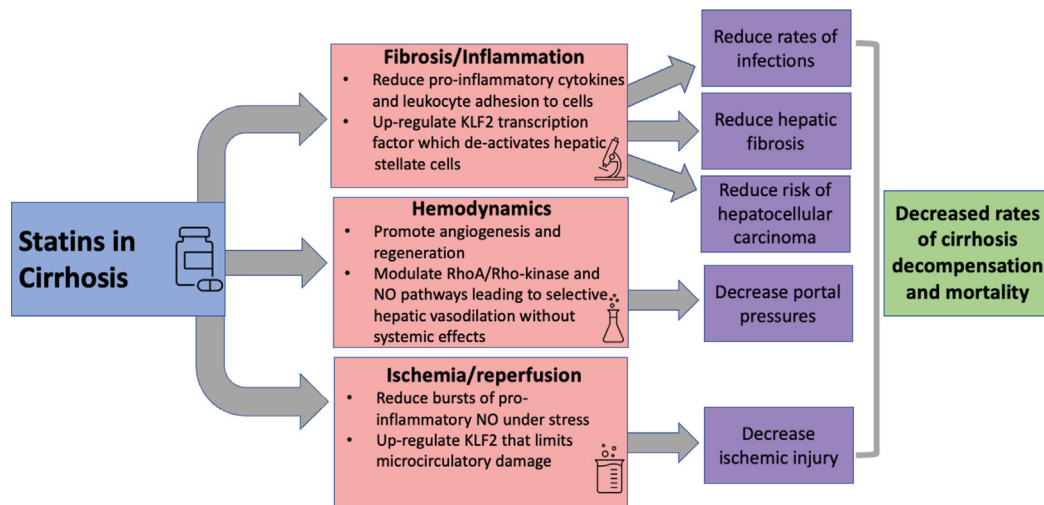 Statins in
Cirrhosis
Fibrosis/Inflammation
• Reduce pro-inflammatory cytokines
and leukocyte adhesion to cells
• Up-regulate KLF2 transcription
factor which de-activates hepatic
stellate cells
Hemodynamics
• Promote angiogenesis and
regeneration
• Modulate RhoA/Rho-kinase and
NO pathways leading to selective
hepatic vasodilation without
systemic effects
Ischemia/reperfusion
• Reduce bursts of pro-
inflammatory NO under stress
• Up-regulate KLF2 that limits
microcirculatory damage
Reduce rates of
infections
Reduce hepatic
fibrosis
Reduce risk of
hepatocellular
carcinoma
Decrease portal
pressures
Decrease
ischemic injury
Decreased rates
of cirrhosis
decompensation
and mortality